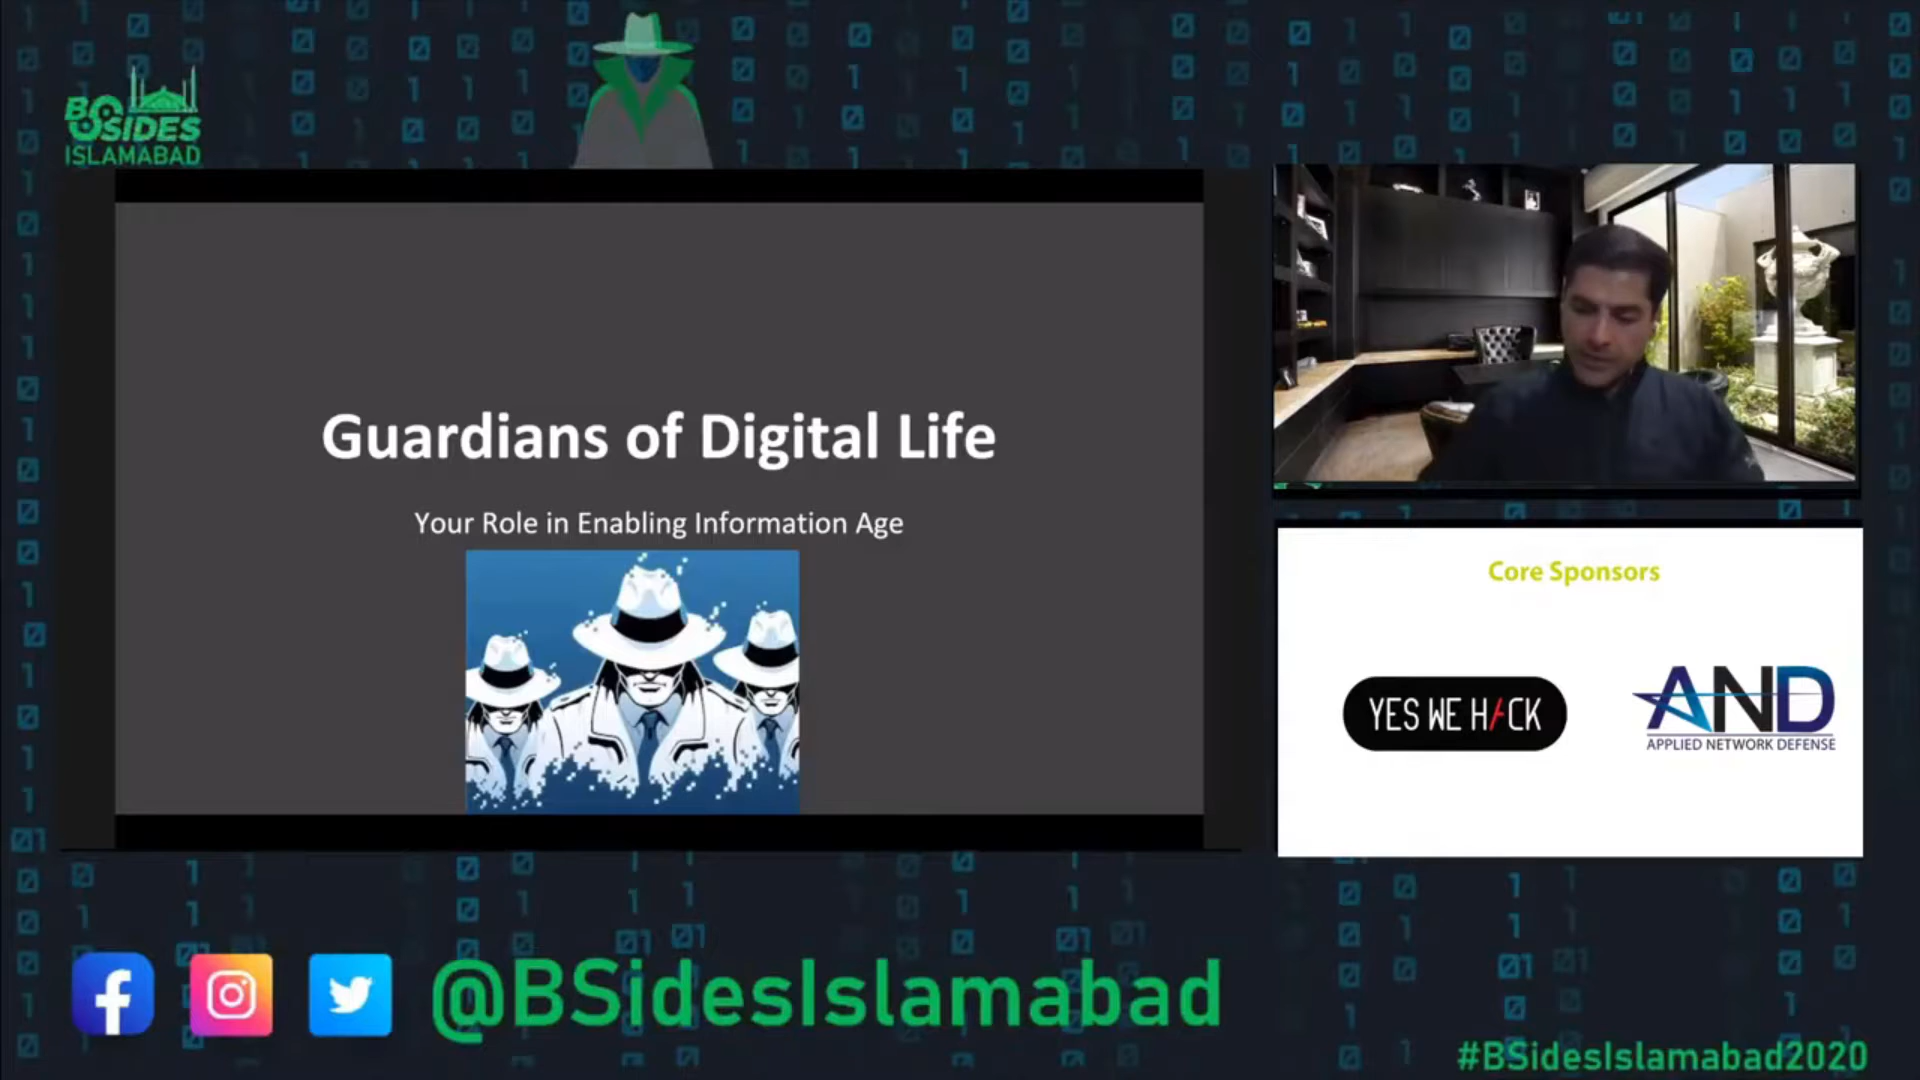 BSIDES
ISLAMABAD
Guardians of Digital Life
Your Role in Enabling Information Age
Core Sponsors
YES WE HACK
AND
APPLIED NETWORK DEFENSE
@BSidesIslamabad
#BSidesIslamabad2020